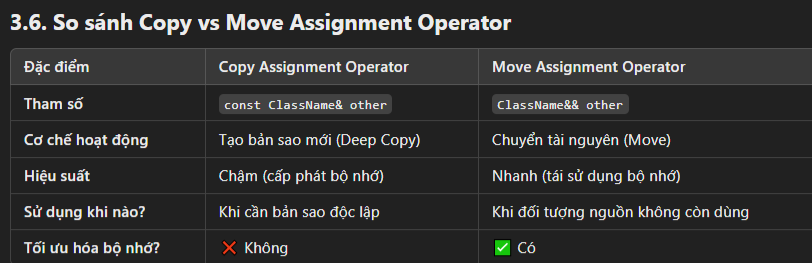 3.6. So sánh Copy vs Move Assignment Operator
Đặc điểm Copy Assignment Operator Move Assignment Operator
Tham số const ClassName& other ClassName&& other
Cơ chế hoạt động Tạo bản sao mới (Deep Copy) Chuyển tài nguyên (Move)
Hiệu suất Chậm (cấp phát bộ nhớ) Nhanh (tái sử dụng bộ nhớ)
Sử dụng khi nào? Khi cần bản sao độc lập Khi đối tượng nguồn không còn dùng
Tối ưu hóa bộ nhớ? ❌ Không ✅ Có